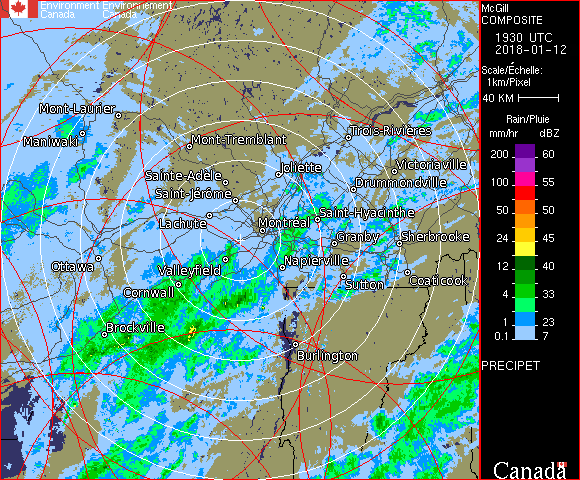 Environment Environnement
Canada Canada
McGill
COMPOSITE
1930 UTC
2018-01-12
Scale/Échelle:
1km/Pixel
40 KM
Rain/Pluie
mm/hr dBZ
200 60
100 55
50 50
24 45
12 40
4 33
1 23
0.1 7
PRECIPET
Canada
Mont-Laurier
Maniwaki
Mont-Tremblant
Trois-Rivières
Joliette
Victoriaville
Sainte-Adèle
Drummondville
Saint-Jérôme
Saint-Hyacinthe
Lachute
Montréal
Granby
Sherbrooke
Ottawa
Valleyfield
Napierville
Sutton
Coaticook
Cornwall
Brockville
Burlington